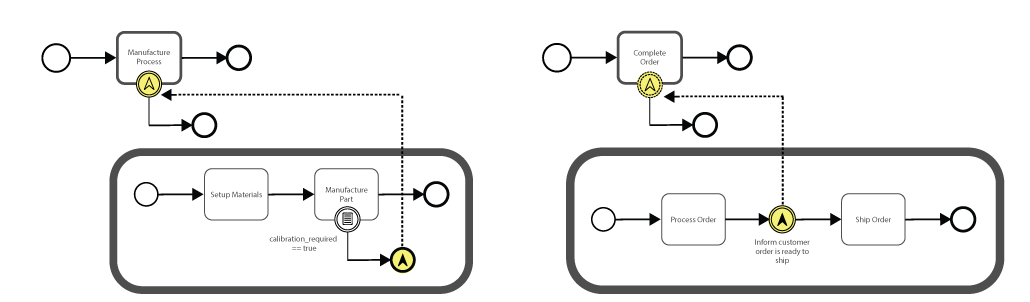 Manufacture
Process
Setup Materials
Manufacture
Part
calibration_required
== true
Complete
Order
Process Order
Inform customer
order is ready to
ship
Ship Order